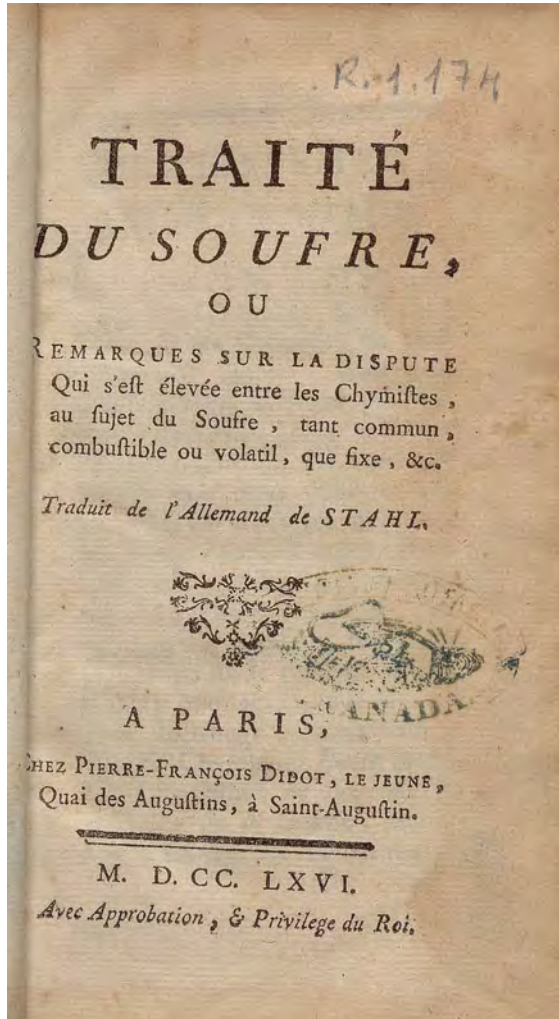 R.1.174
TRAITÉ
DU SOUFRE,
OU
REMARQUES SUR LA DISPUTE
Qui s'eſt élevée entre les Chymiſtes,
au ſujet du Soufre, tant commun,
combuſtible ou volatil, que fixe, &c.
Traduit de l'Allemand de STAHL.
CANADA
A PARIS,
CHEZ PIERRE-FRANÇOIS DIDOT, LE JEUNE,
Quai des Auguſtins, à Saint-Auguſtin.
M. D. CC. LXVI.
Avec Approbation, & Privilege du Roi.